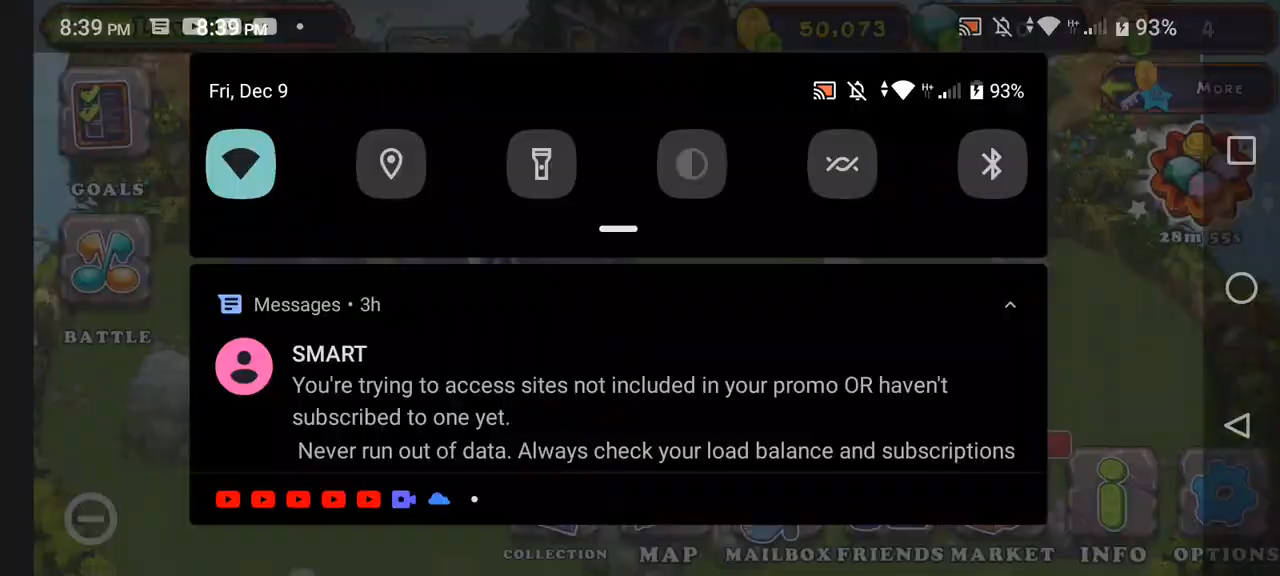 8:39 PM 8:39 PM 50,073 93% 4
Fri, Dec 9 H+ 93%
MORE
GOALS
28m 55s
Messages • 3h
BATTLE
SMART
You're trying to access sites not included in your promo OR haven't
subscribed to one yet.
Never run out of data. Always check your load balance and subscriptions
COLLECTION MAP MAILBOX FRIENDS MARKET INFO OPTIONS